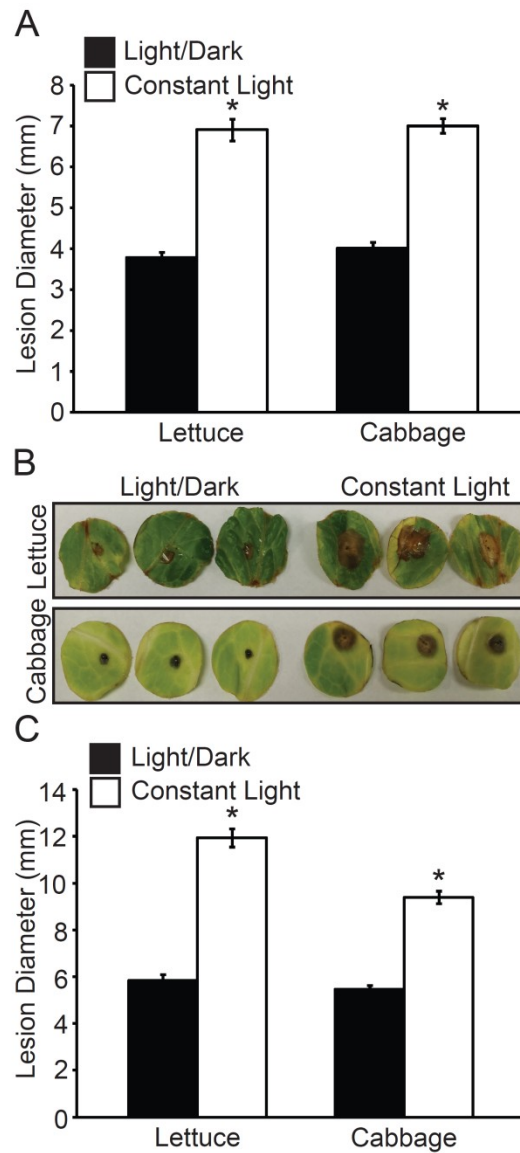 A
Light/Dark
Constant Light
Lesion Diameter (mm)
8
7
6
5
4
3
2
1
0
*
*
Lettuce
Cabbage
B
Light/Dark
Constant Light
Lettuce
Cabbage
C
Light/Dark
Constant Light
Lesion Diameter (mm)
14
12
10
8
6
4
2
0
*
*
Lettuce
Cabbage